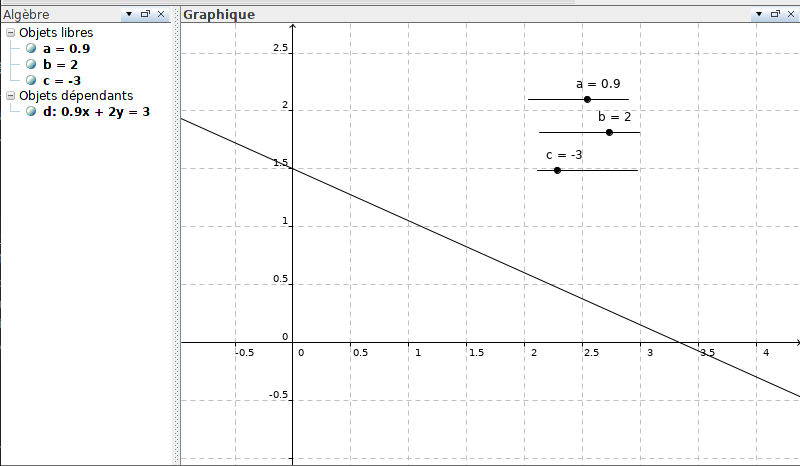 Algèbre
Objets libres
a = 0.9
b = 2
c = -3
Objets dépendants
d: 0.9x + 2y = 3
Graphique
2.5
2
1.5
1
0.5
0
-0.5
-0.5
0
0.5
1
1.5
2
2.5
3
3.5
4
a = 0.9
b = 2
c = -3